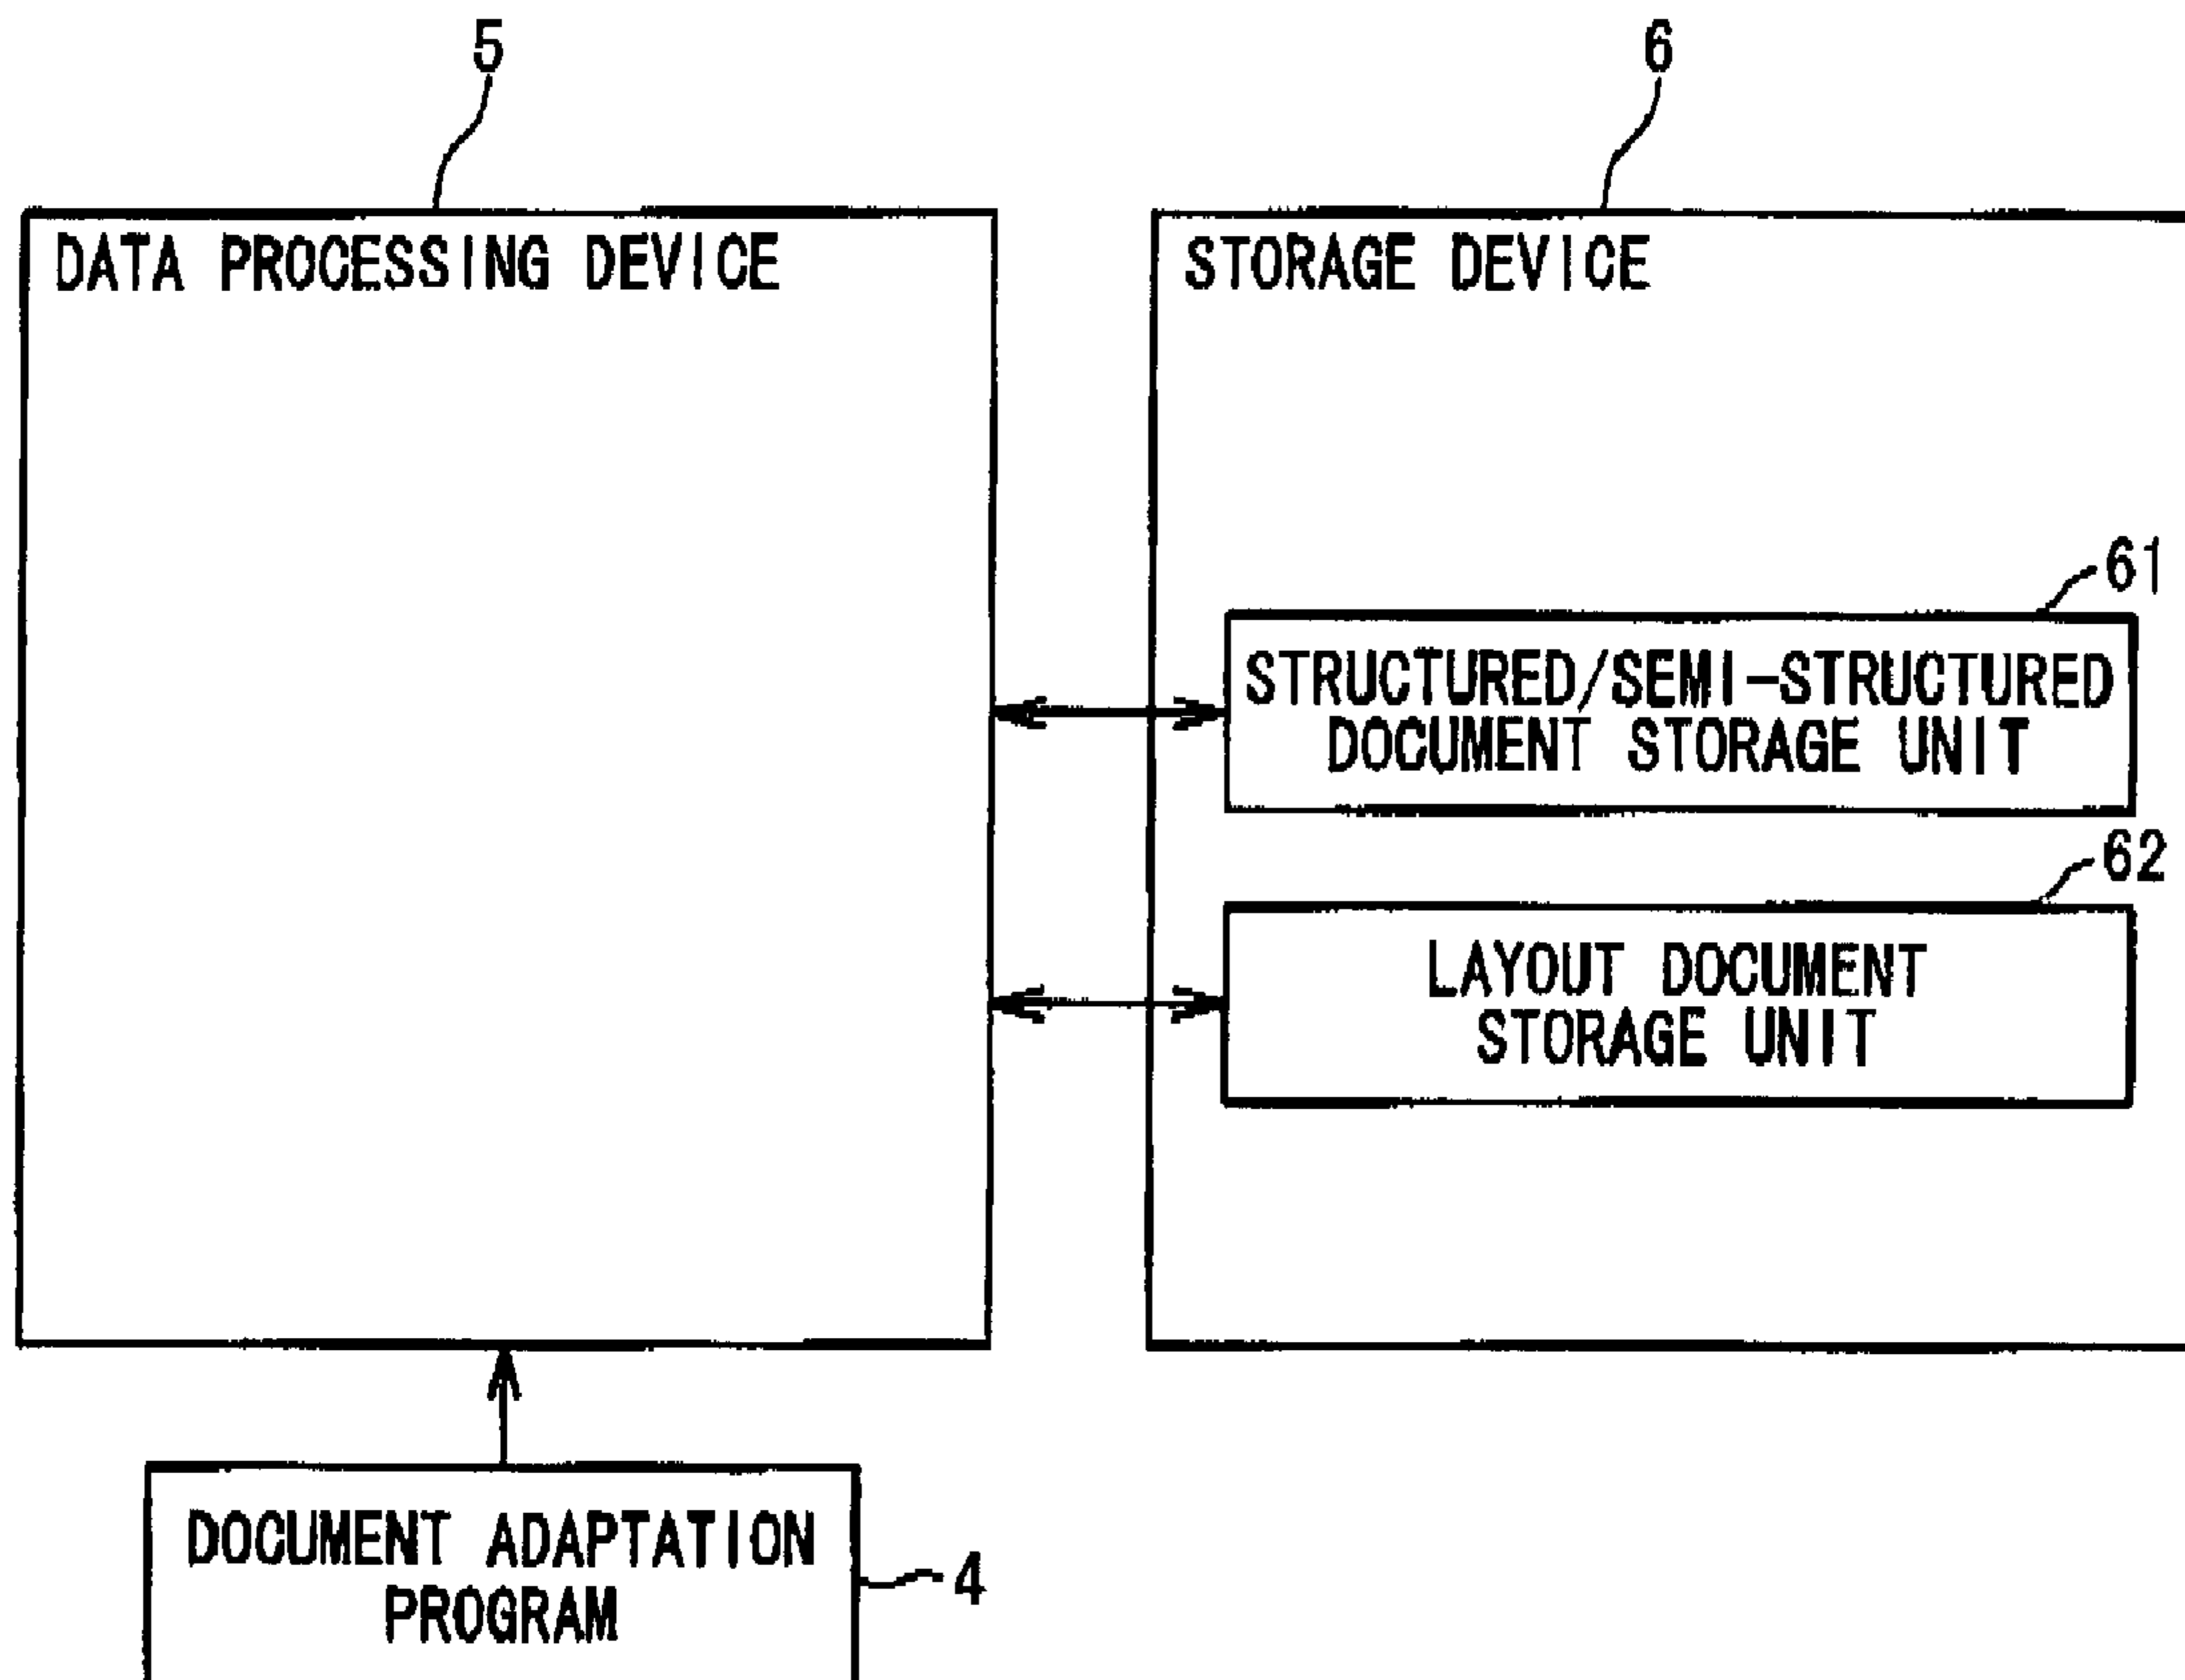 5
6
DATA PROCESSING DEVICE
STORAGE DEVICE
61
STRUCTURED/SEMI-STRUCTURED
DOCUMENT STORAGE UNIT
62
LAYOUT DOCUMENT
STORAGE UNIT
DOCUMENT ADAPTATION
PROGRAM
4